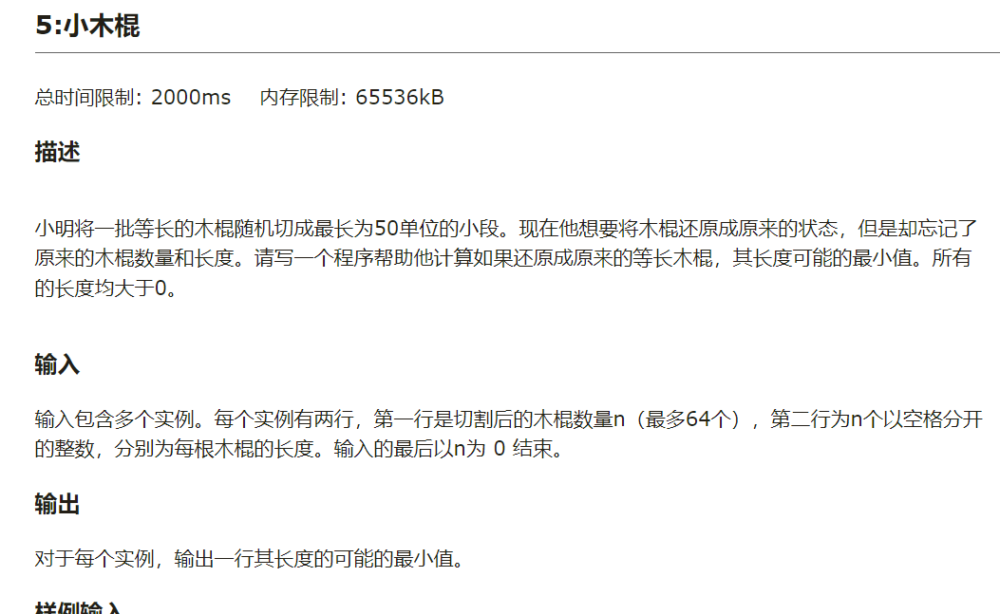 5:小木棍
总时间限制: 2000ms 内存限制: 65536kB
描述
小明将一批等长的木棍随机切成最长为50单位的小段。现在他想要将木棍还原成原来的状态，但是却忘记了
原来的木棍数量和长度。请写一个程序帮助他计算如果还原成原来的等长木棍，其长度可能的最小值。所有
的长度均大于0。
输入
输入包含多个实例。每个实例有两行，第一行是切割后的木棍数量n（最多64个），第二行为n个以空格分开
的整数，分别为每根木棍的长度。输入的最后以n为 0 结束。
输出
对于每个实例，输出一行其长度的可能的最小值。
样例输入